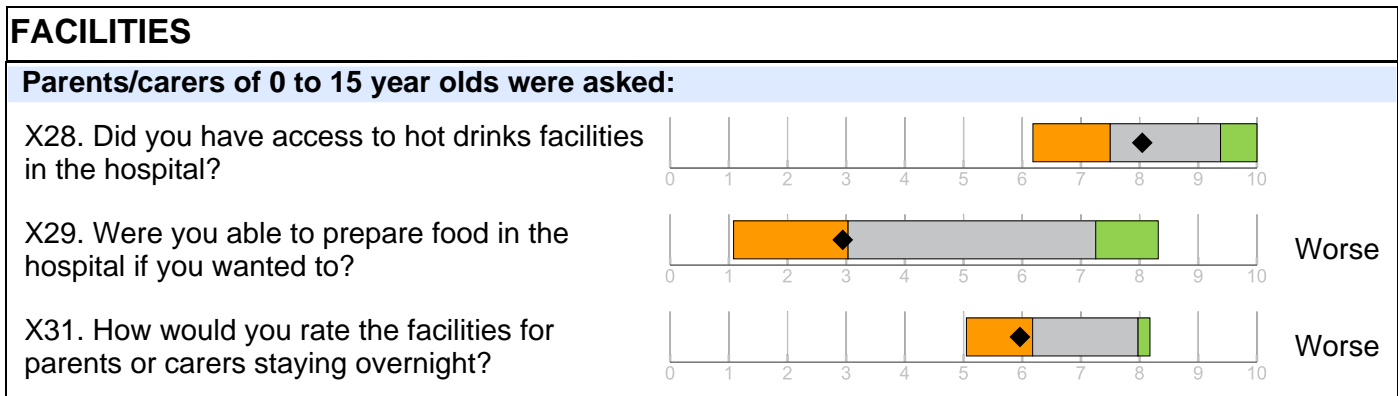 FACILITIES
Parents/carers of 0 to 15 year olds were asked:
X28. Did you have access to hot drinks facilities
in the hospital?
0 1 2 3 4 5 6 7 8 9 10
X29. Were you able to prepare food in the
hospital if you wanted to?
Worse
0 1 2 3 4 5 6 7 8 9 10
X31. How would you rate the facilities for
parents or carers staying overnight?
Worse
0 1 2 3 4 5 6 7 8 9 10